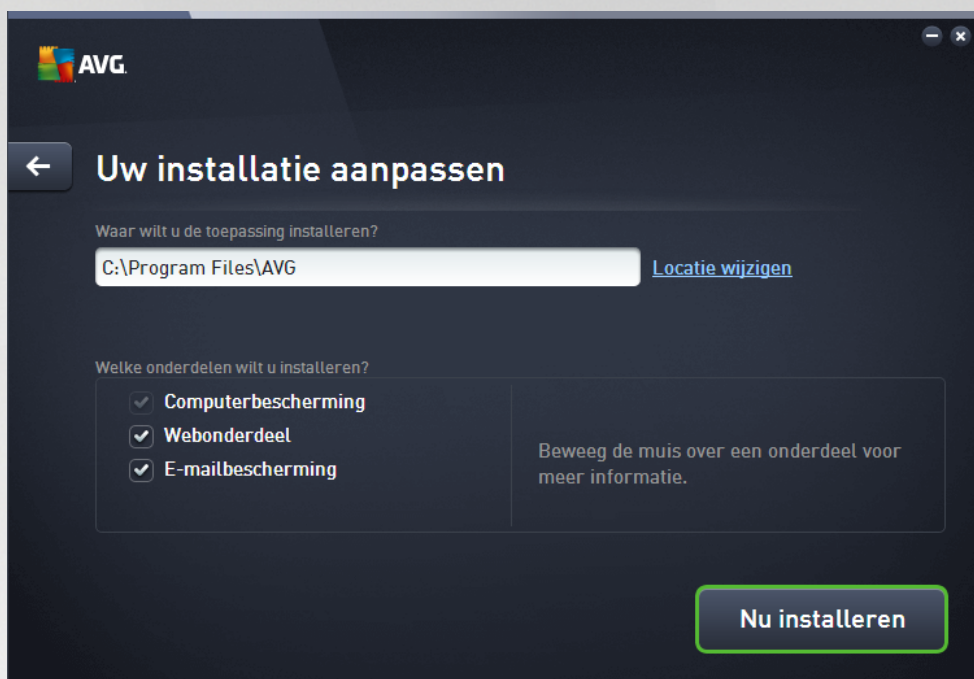 AVG.
Uw installatie aanpassen
Waar wilt u de toepassing installeren?
C:\Program Files\AVG
Locatie wijzigen
Welke onderdelen wilt u installeren?
Computerbescherming
Webonderdeel
E-mailbescherming
Beweeg de muis over een onderdeel voor
meer informatie.
Nu installeren